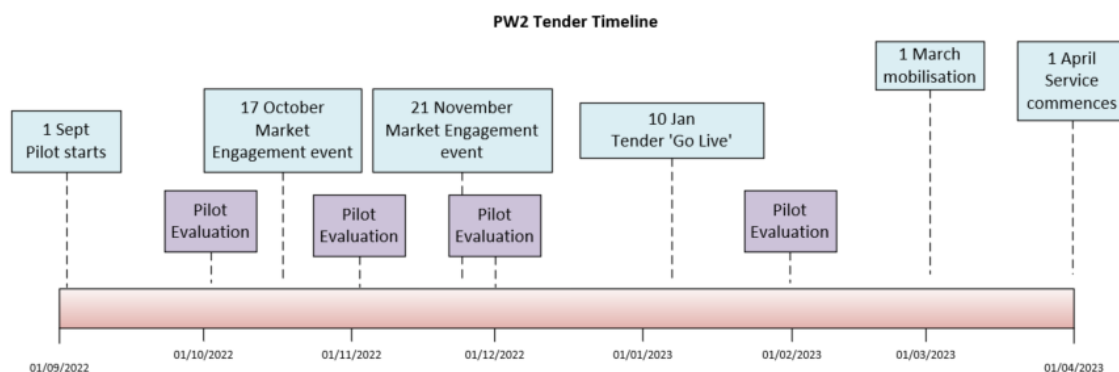 PW2 Tender Timeline
1 Sept
Pilot starts
17 October
Market
Engagement event
21 November
Market Engagement
event
10 Jan
Tender 'Go Live'
1 March
mobilisation
1 April
Service
commences
Pilot
Evaluation
Pilot
Evaluation
Pilot
Evaluation
Pilot
Evaluation
01/09/2022
01/10/2022
01/11/2022
01/12/2022
01/01/2023
01/02/2023
01/03/2023
01/04/2023